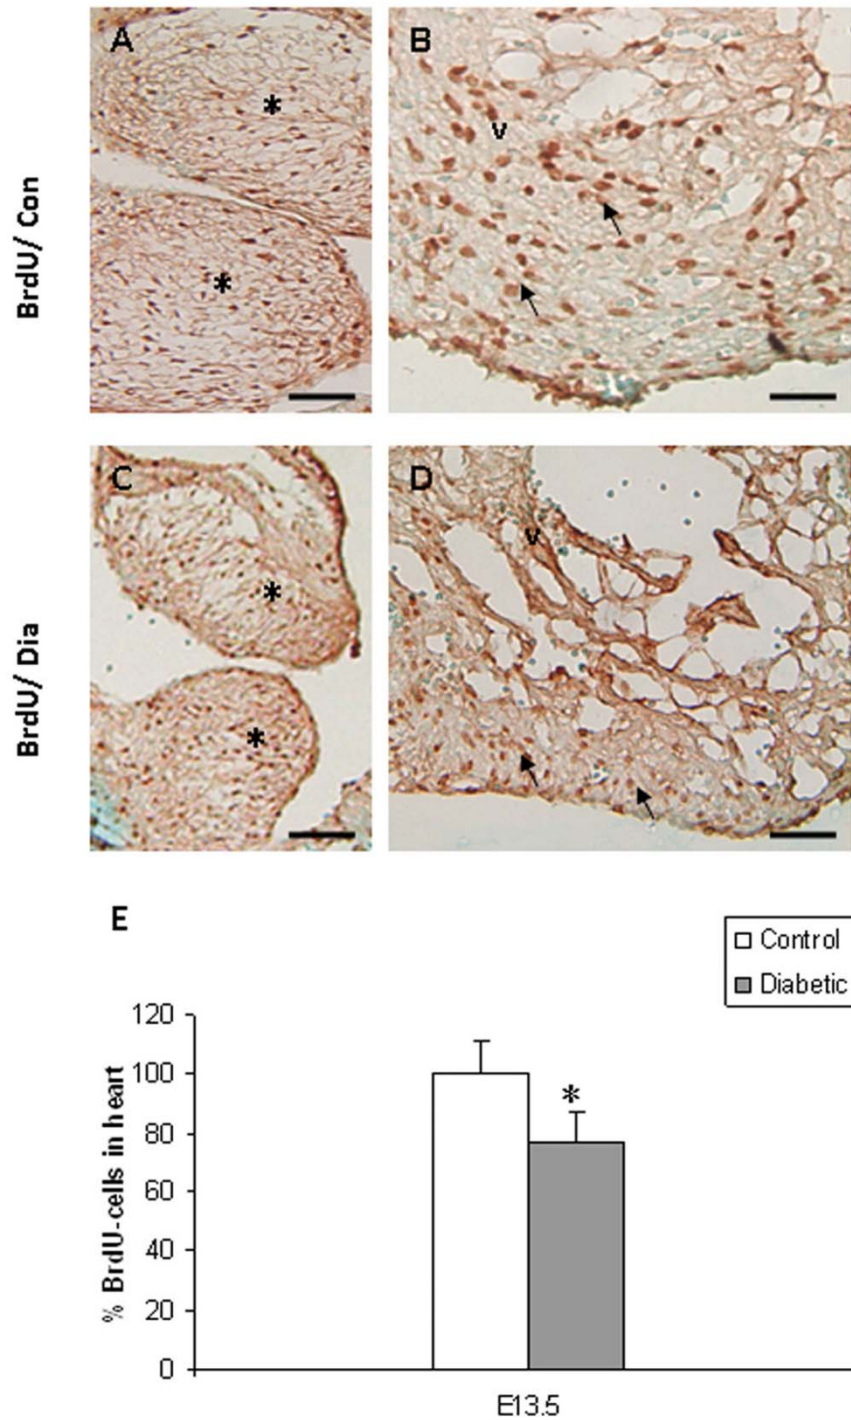 A
B
*
v
*
BrdU/ Con
C
D
v
*
*
BrdU/ Dia
E
Control
Diabetic
120
100
80
60
40
20
0
*
% BrdU-cells in heart
E13.5